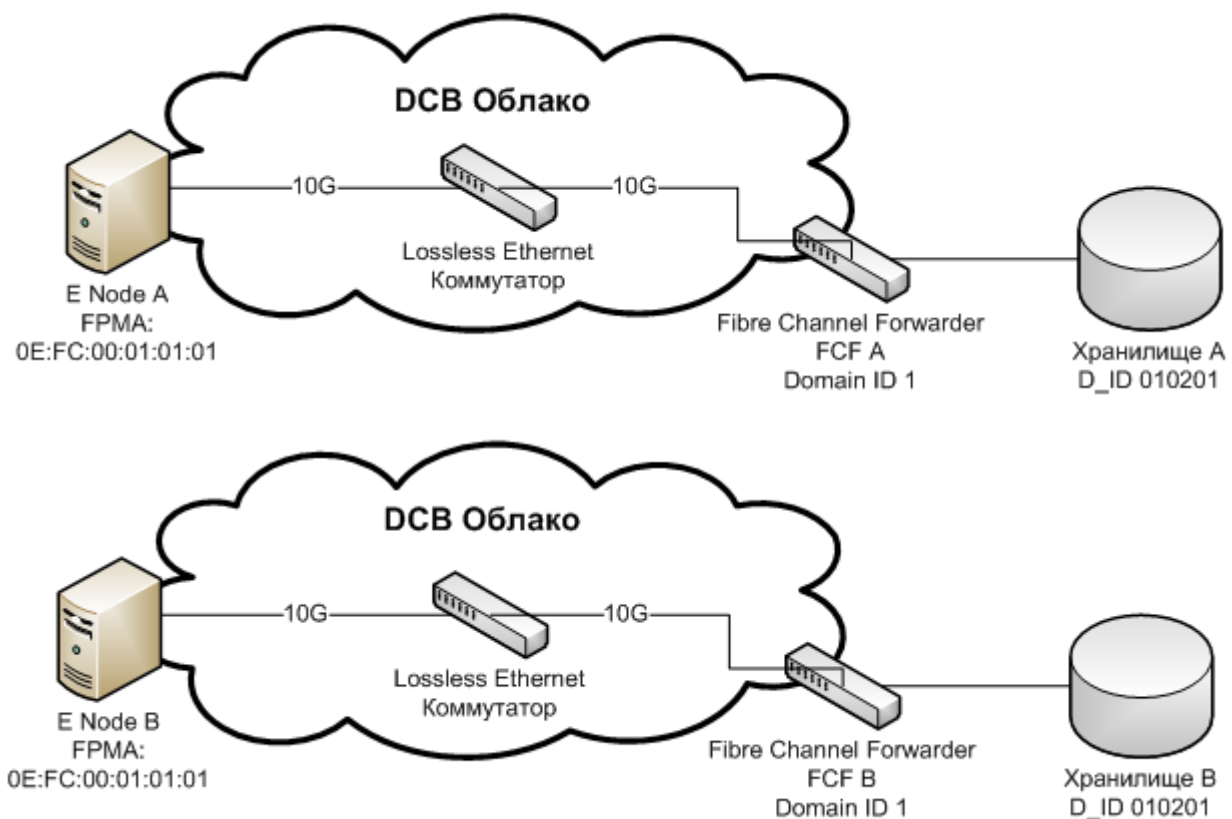 DCB Облако
10G
10G
Lossless Ethernet
Коммутатор
E Node A
FPMA:
0E:FC:00:01:01:01
Fibre Channel Forwarder
FCF A
Domain ID 1
Хранилище A
D_ID 010201
DCB Облако
10G
10G
Lossless Ethernet
Коммутатор
E Node B
FPMA:
0E:FC:00:01:01:01
Fibre Channel Forwarder
FCF B
Domain ID 1
Хранилище B
D_ID 010201